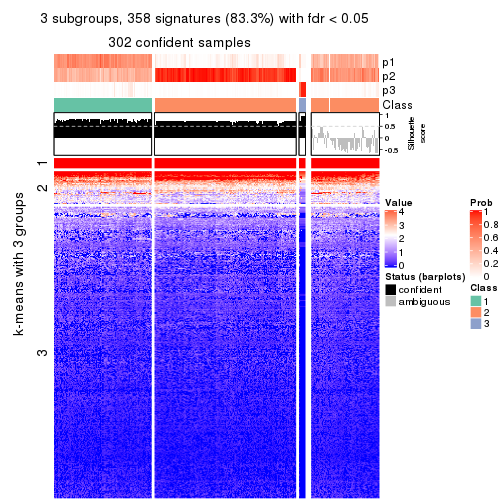 3 subgroups, 358 signatures (83.3%) with fdr < 0.05
302 confident samples
p1
p2
p3
Class
1
0.5
0
-0.5
Silhouette
score
k-means with 3 groups
1
2
3
Value
4
3
2
1
0
Status (barplots)
confident
ambiguous
Prob
1
0.8
0.6
0.4
0.2
0
Class
1
2
3